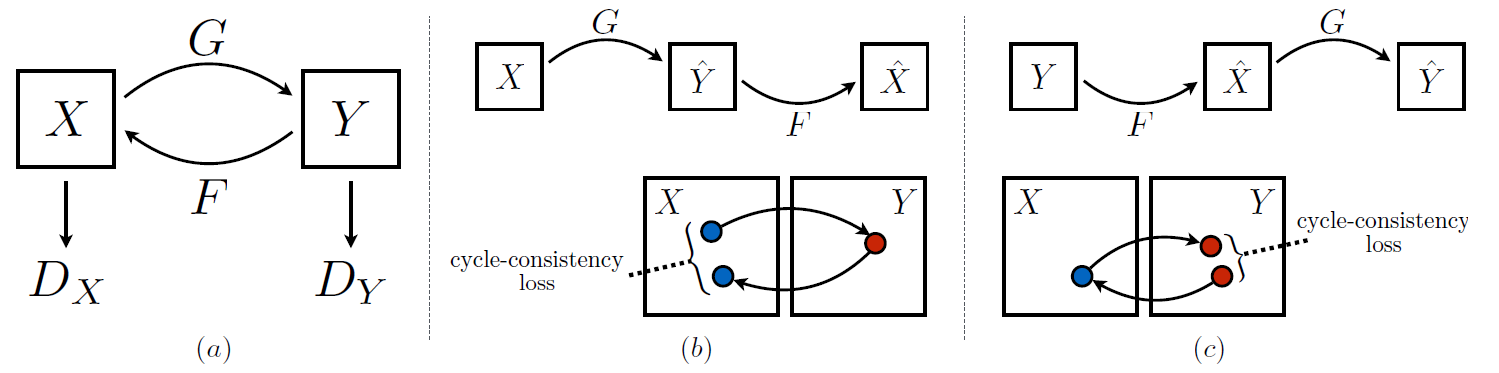 G
X
Y
F
D_X
D_Y
(a)
G
X
Ŷ
X̂
F
X
Y
cycle-consistency
loss
(b)
G
Y
X̂
Ŷ
F
X
Y
cycle-consistency
loss
(c)